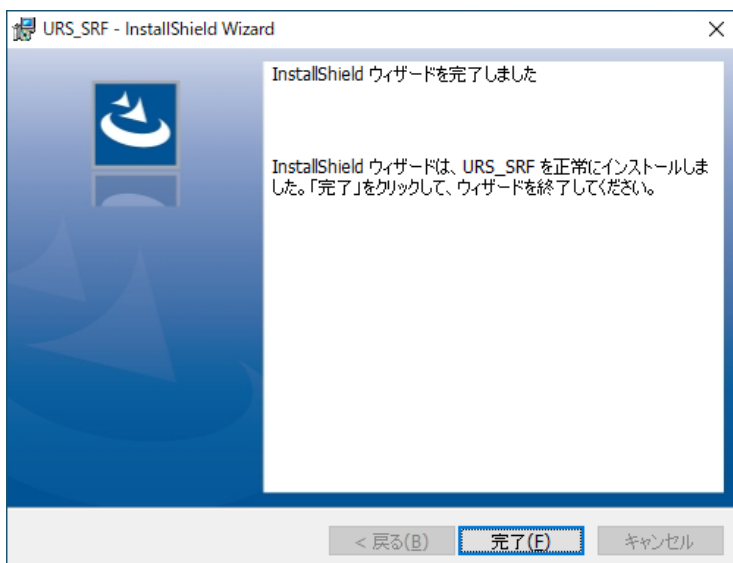 URS_SRF - InstallShield Wizard
InstallShield ウィザードを完了しました
InstallShield ウィザードは、URS_SRF を正常にインストールしま
した。「完了」をクリックして、ウィザードを終了してください。
< 戻る(B) 完了(F) キャンセル